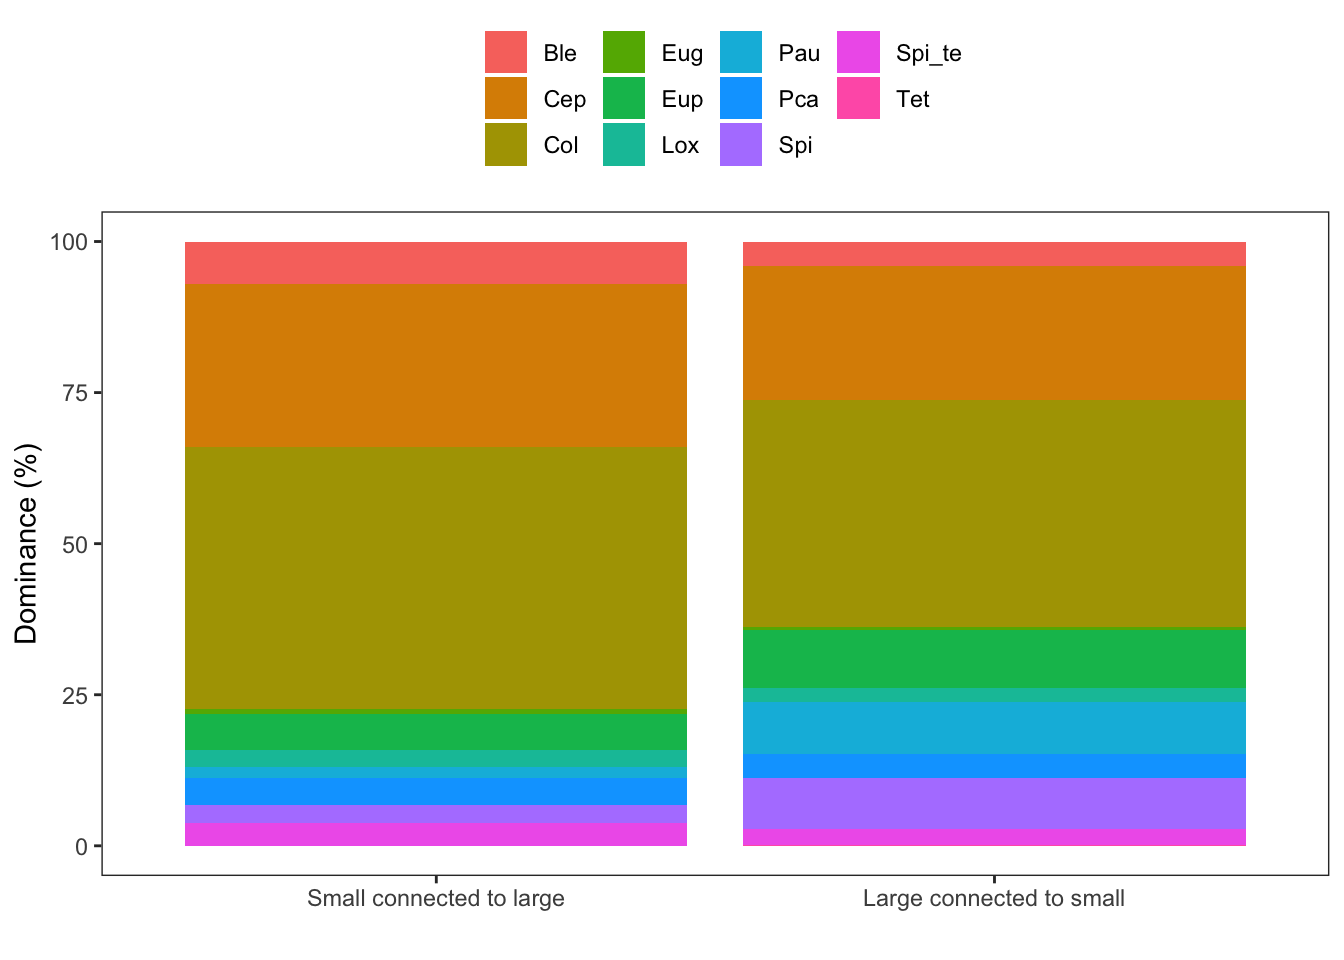 Ble Eug Pau Spi_te
Cep Eup Pca Tet
Col Lox Spi
Dominance (%)
100
75
50
25
0
Small connected to large Large connected to small